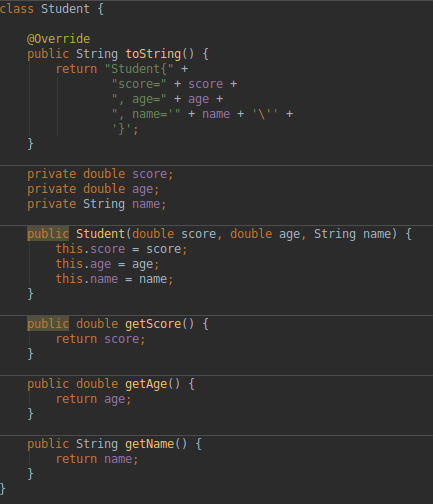 class Student {
@Override
public String toString() {
return "Student{" +
"score=" + score +
", age=" + age +
", name='" + name + '\'' +
'}';
}
private double score;
private double age;
private String name;
public Student(double score, double age, String name) {
this.score = score;
this.age = age;
this.name = name;
}
public double getScore() {
return score;
}
public double getAge() {
return age;
}
public String getName() {
return name;
}
}